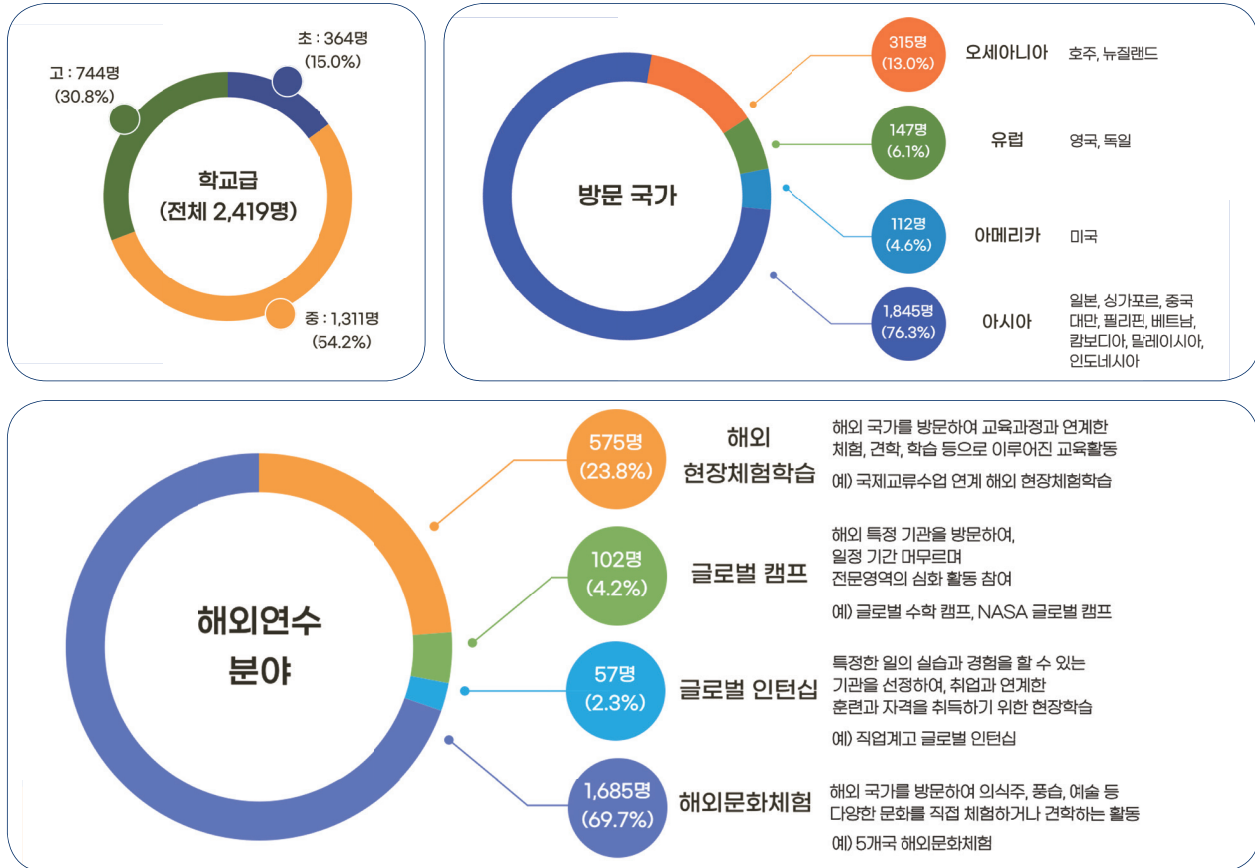 초 : 364명
(15.0%)
고 : 744명
(30.8%)
학교급
(전체 2,419명)
중 : 1,311명
(54.2%)
방문 국가
315명
(13.0%)
오세아니아
호주, 뉴질랜드
147명
(6.1%)
유럽
영국, 독일
112명
(4.6%)
아메리카
미국
1,845명
(76.3%)
아시아
일본, 싱가포르, 중국
대만, 필리핀, 베트남,
캄보디아, 말레이시아,
인도네시아
해외연수
분야
575명
(23.8%)
해외
현장체험학습
해외 국가를 방문하여 교육과정과 연계한
체험, 견학, 학습 등으로 이루어진 교육활동
예) 국제교류수업 연계 해외 현장체험학습
102명
(4.2%)
글로벌 캠프
해외 특정 기관을 방문하여,
일정 기간 머무르며
전문영역의 심화 활동 참여
예) 글로벌 수학 캠프, NASA 글로벌 캠프
57명
(2.3%)
글로벌 인턴십
특정한 일의 실습과 경험을 할 수 있는
기관을 선정하여, 취업과 연계한
훈련과 자격을 취득하기 위한 현장학습
예) 직업계고 글로벌 인턴십
1,685명
(69.7%)
해외문화체험
해외 국가를 방문하여 의식주, 풍습, 예술 등
다양한 문화를 직접 체험하거나 견학하는 활동
예) 5개국 해외문화체험